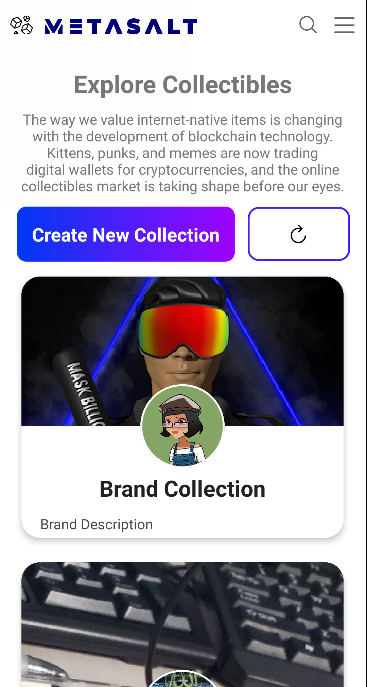 METASALT
Explore Collectibles
The way we value internet-native items is changing
with the development of blockchain technology.
Kittens, punks, and memes are now trading
digital wallets for cryptocurrencies, and the online
collectibles market is taking shape before our eyes.
Create New Collection
MASK BILLIO
Brand Collection
Brand Description